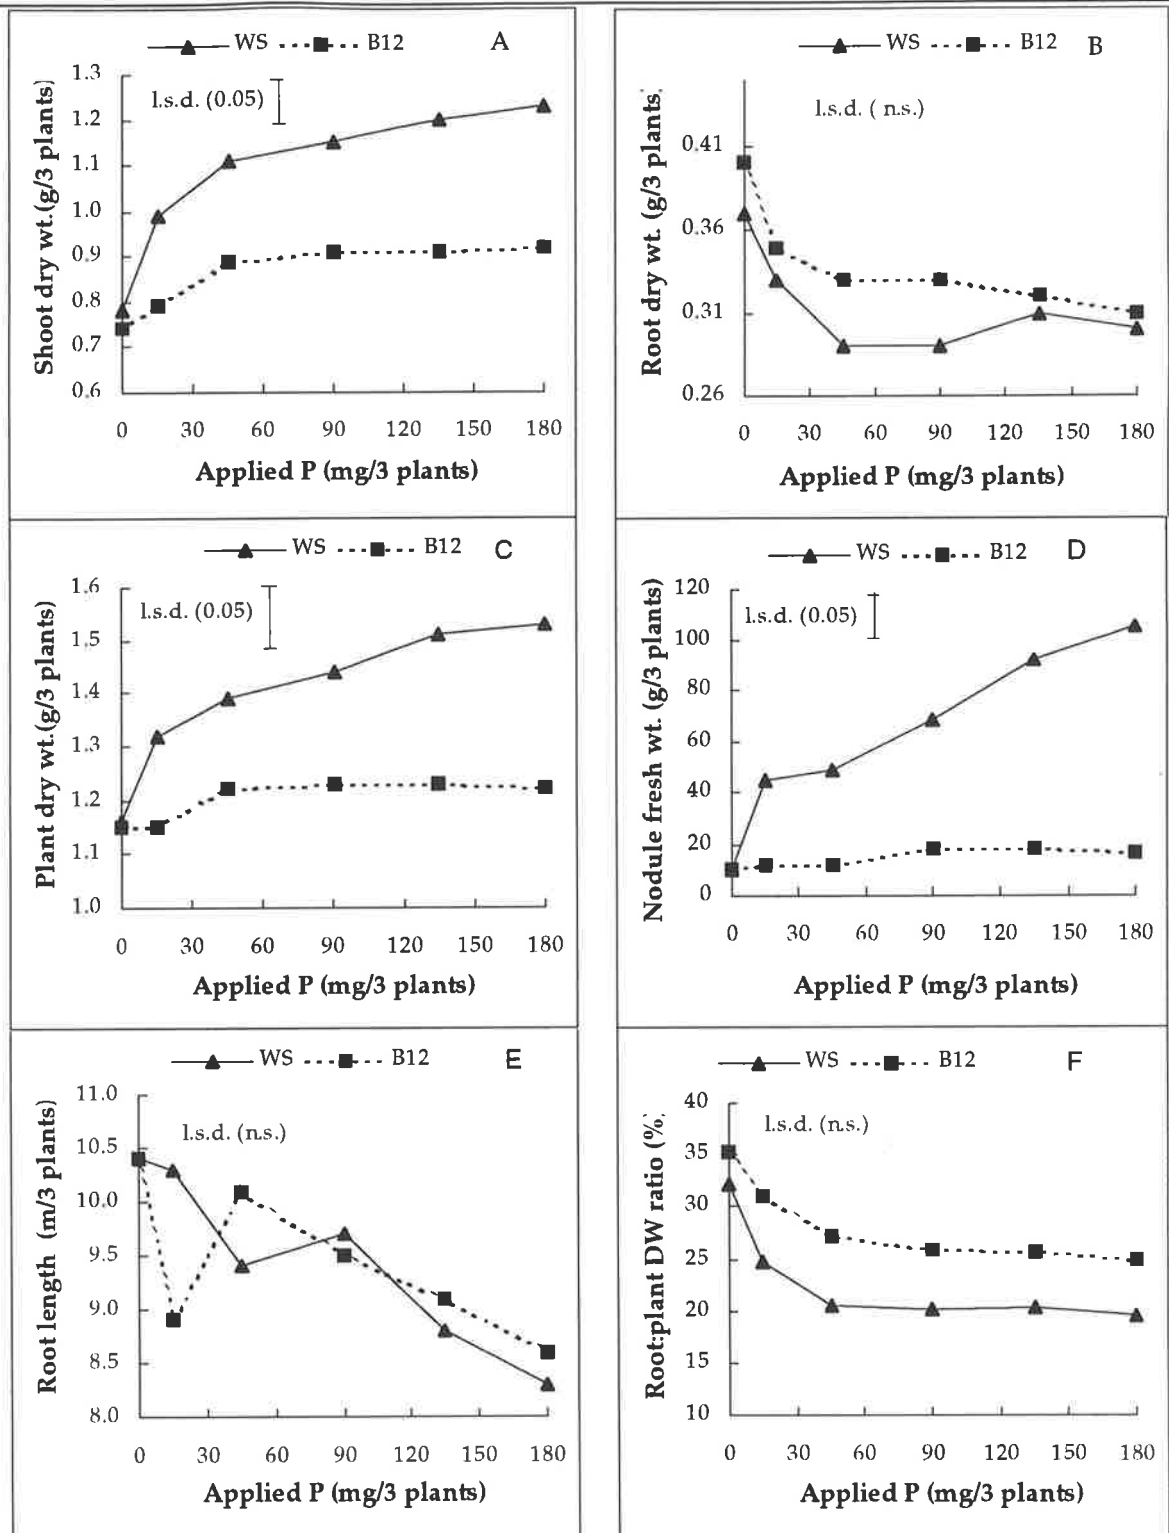 WS B12 A
Shoot dry wt.(g/3 plants)
l.s.d. (0.05)
1.3
1.2
1.1
1.0
0.9
0.8
0.7
0.6
0 30 60 90 120 150 180
Applied P (mg/3 plants)
WS B12 B
Root dry wt. (g/3 plants)
l.s.d. ( n.s.)
0.41
0.36
0.31
0.26
0 30 60 90 120 150 180
Applied P (mg/3 plants)
WS B12 C
Plant dry wt.(g/3 plants)
l.s.d. (0.05)
1.6
1.5
1.4
1.3
1.2
1.1
1.0
0 30 60 90 120 150 180
Applied P (mg/3 plants)
WS B12 D
Nodule fresh wt. (g/3 plants)
l.s.d. (0.05)
120
100
80
60
40
20
0
0 30 60 90 120 150 180
Applied P (mg/3 plants)
WS B12 E
Root length (m/3 plants)
l.s.d. (n.s.)
11.0
10.5
10.0
9.5
9.0
8.5
8.0
0 30 60 90 120 150 180
Applied P (mg/3 plants)
WS B12 F
Root:plant DW ratio (%
l.s.d. (n.s.)
40
35
30
25
20
15
10
0 30 60 90 120 150 180
Applied P (mg/3 plants)